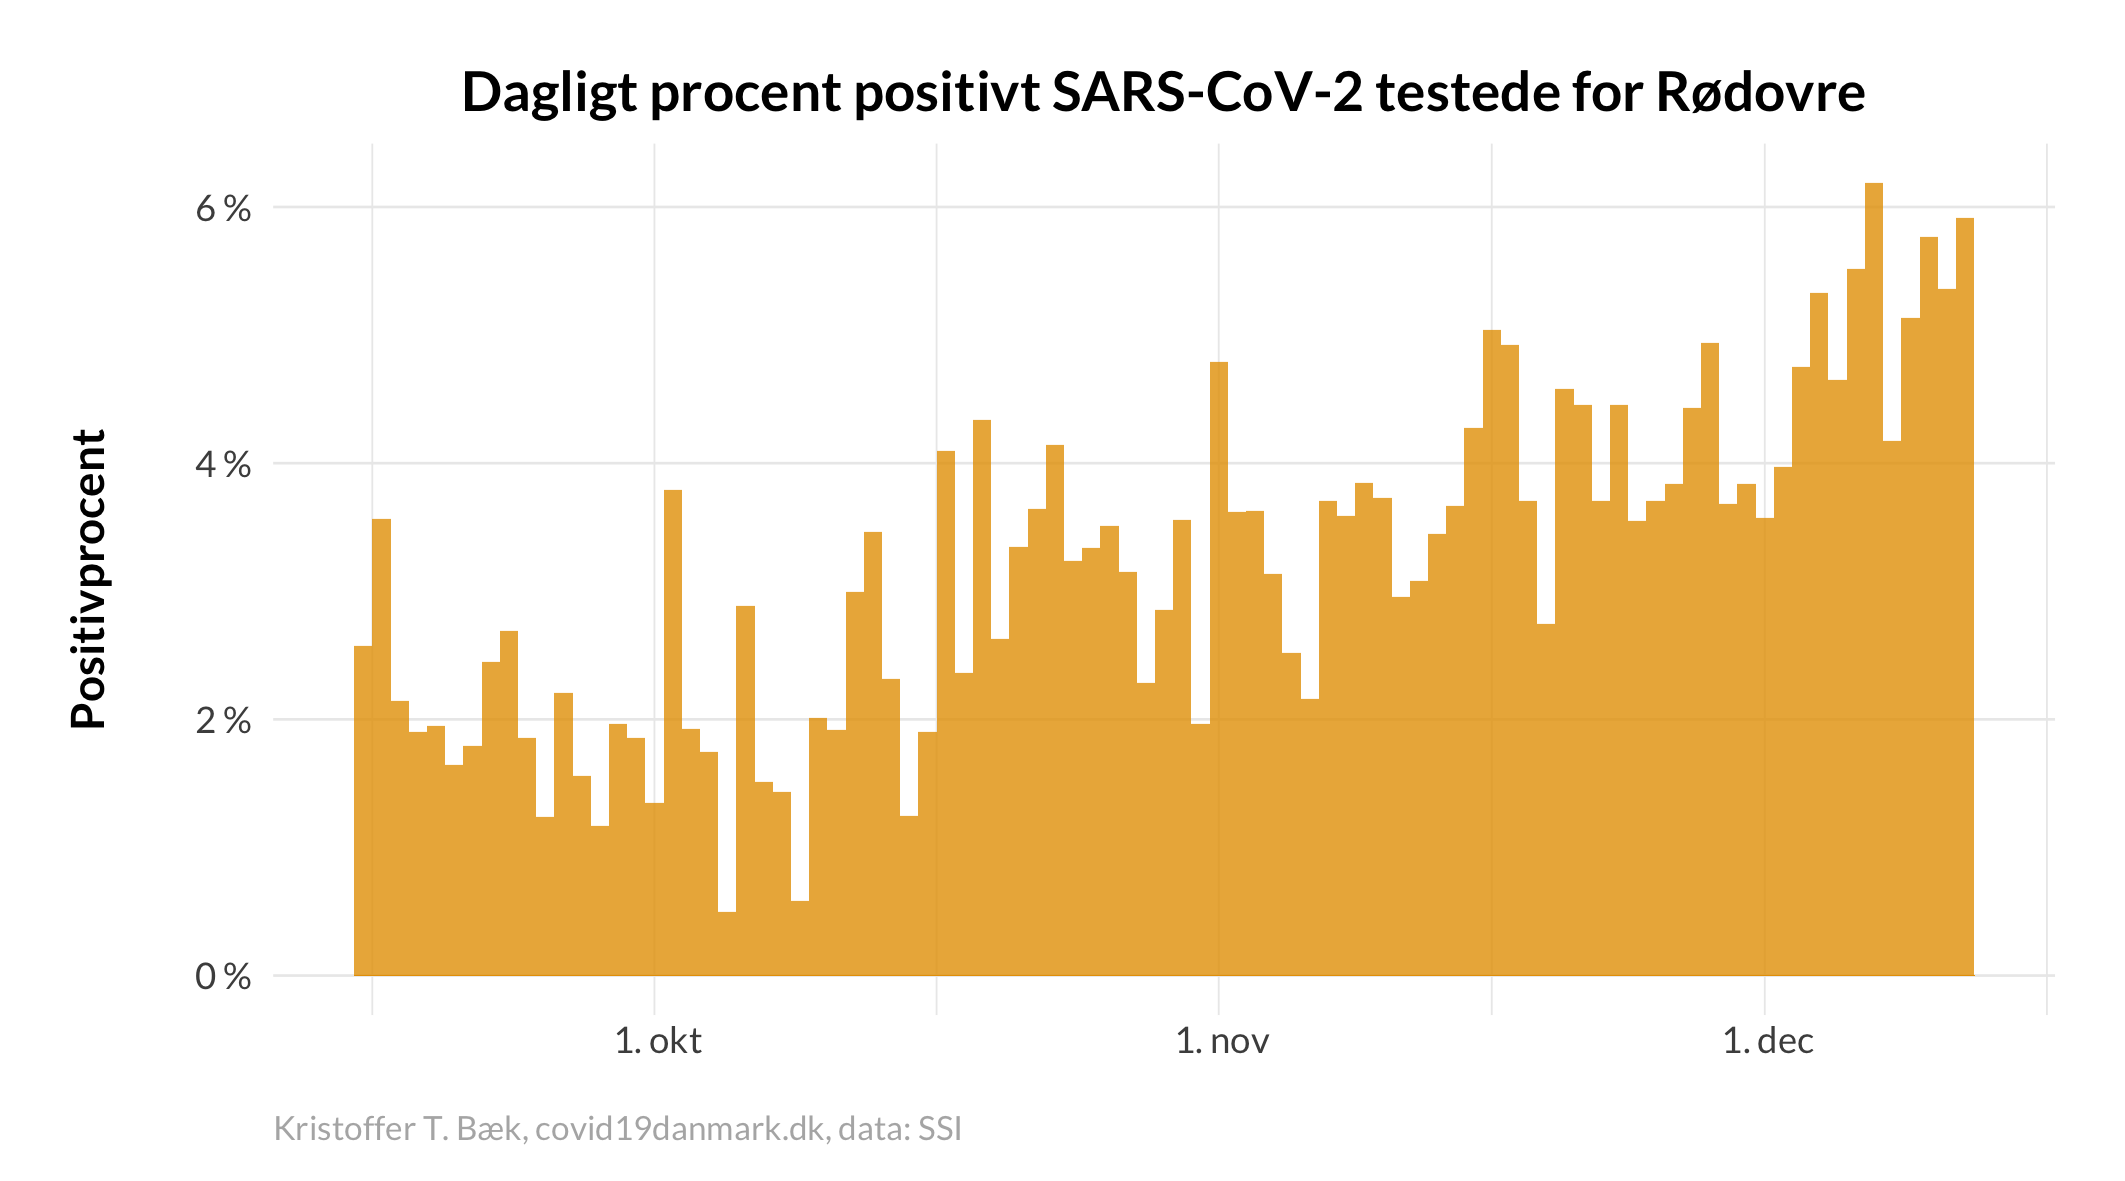 Dagligt procent positivt SARS-CoV-2 testede for Rødovre
Positivprocent
6 %
4 %
2 %
0 %
1. okt
1. nov
1. dec
Kristoffer T. Bæk, covid19danmark.dk, data: SSI